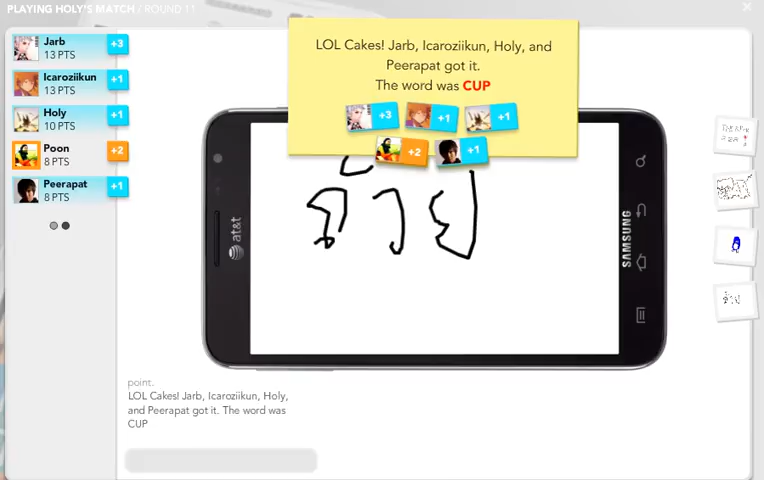 PLAYING HOLY'S MATCH / ROUND 11
Jarb
13 PTS
+3
Icaroziikun
13 PTS
+1
Holy
10 PTS
+1
Poon
8 PTS
+2
Peerapat
8 PTS
+1
LOL Cakes! Jarb, Icaroziikun, Holy, and
Peerapat got it.
The word was CUP
+3
+1
+1
+2
+1
at&t
SAMSUNG
point.
LOL Cakes! Jarb, Icaroziikun, Holy,
and Peerapat got it. The word was
CUP